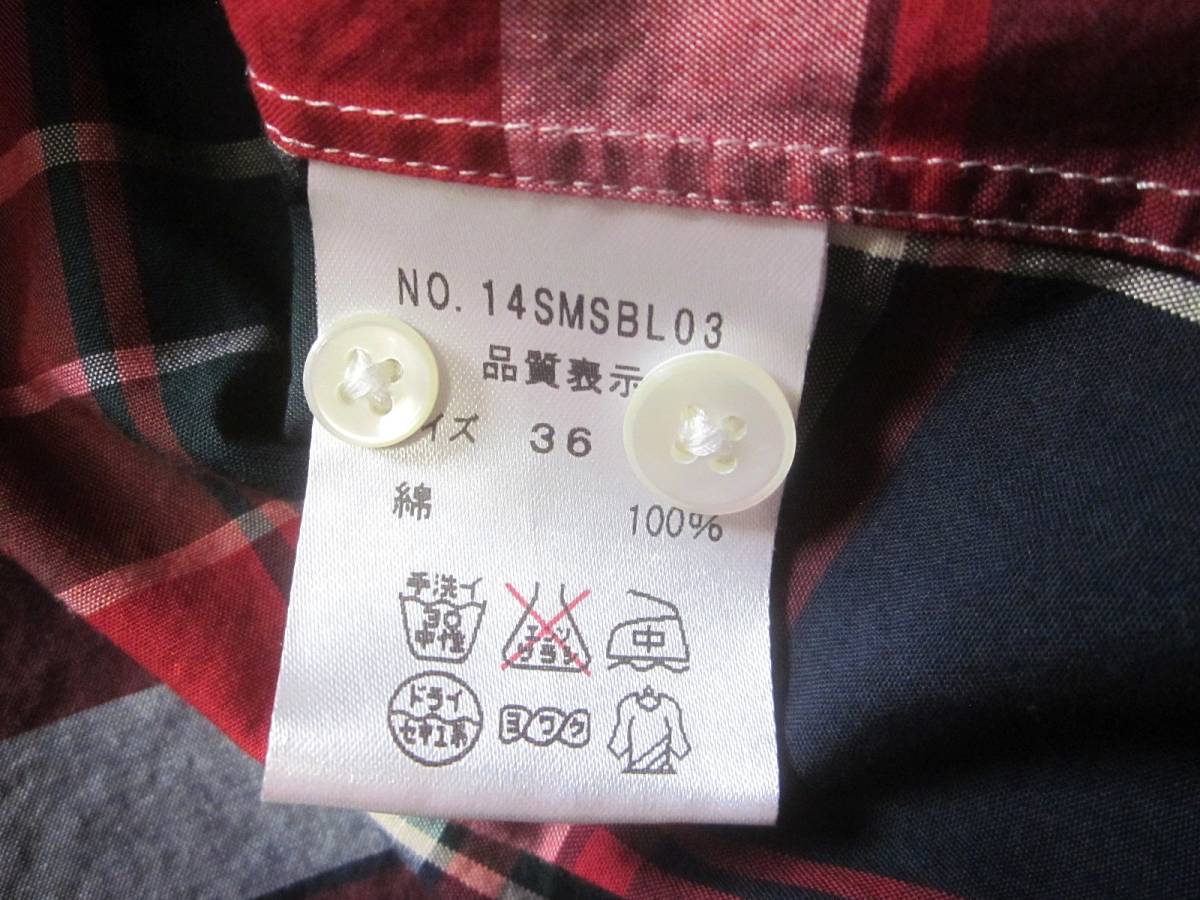 NO. 14SMSBL03
品質表示
イズ 36
綿 100%
手洗イ
30
中性
エンソ
サラシ
中
ドライ
セキユ系
ヨワク